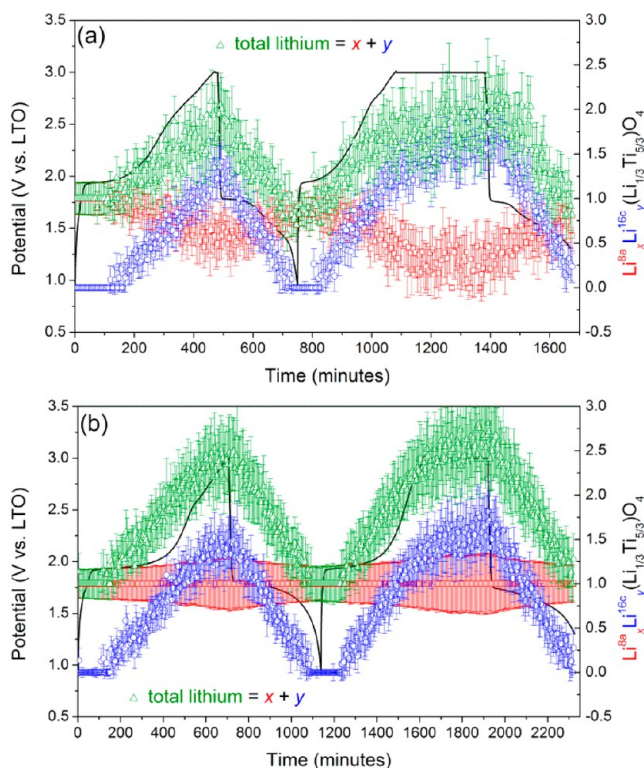 (a)
total lithium = x + y
3.5
3.0
2.5
2.0
1.5
1.0
0.5
Potential (V vs. LTO)
3.0
2.5
2.0
1.5
1.0
0.5
0.0
-0.5
Li8axLi16cy(Li1/3Ti5/3)O4
0 200 400 600 800 1000 1200 1400 1600
Time (minutes)
(b)
3.5
3.0
2.5
2.0
1.5
1.0
0.5
Potential (V vs. LTO)
3.0
2.5
2.0
1.5
1.0
0.5
0.0
-0.5
Li8axLi16cy(Li1/3Ti5/3)O4
total lithium = x + y
0 200 400 600 800 1000 1200 1400 1600 1800 2000 2200
Time (minutes)